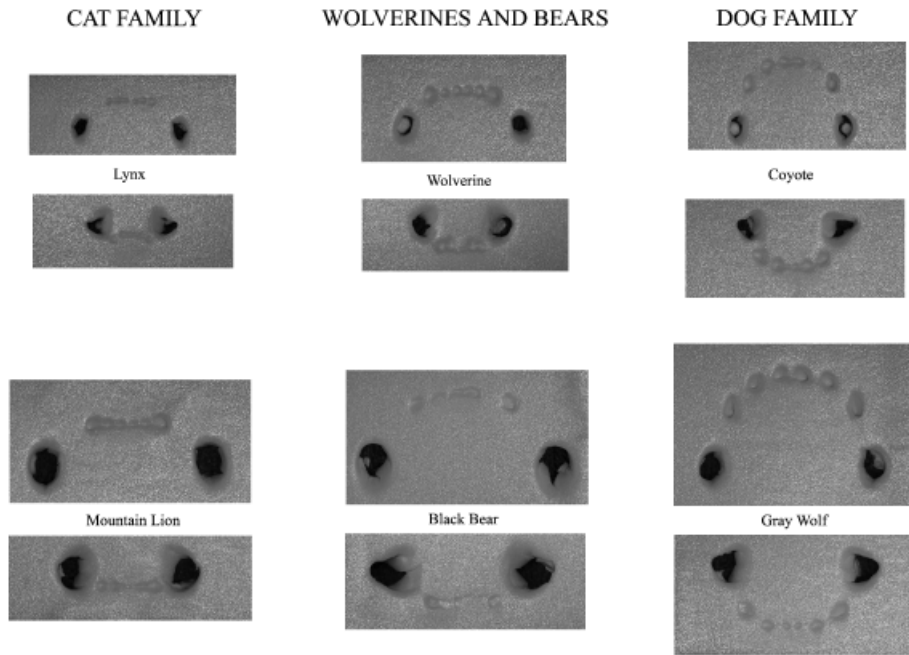 CAT FAMILY
WOLVERINES AND BEARS
DOG FAMILY
Lynx
Wolverine
Coyote
Mountain Lion
Black Bear
Gray Wolf